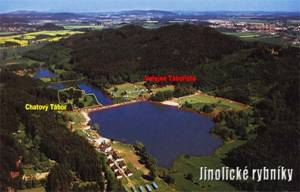 Veřejné Tábořiště
Chatový Tábor
Jinolické rybníky